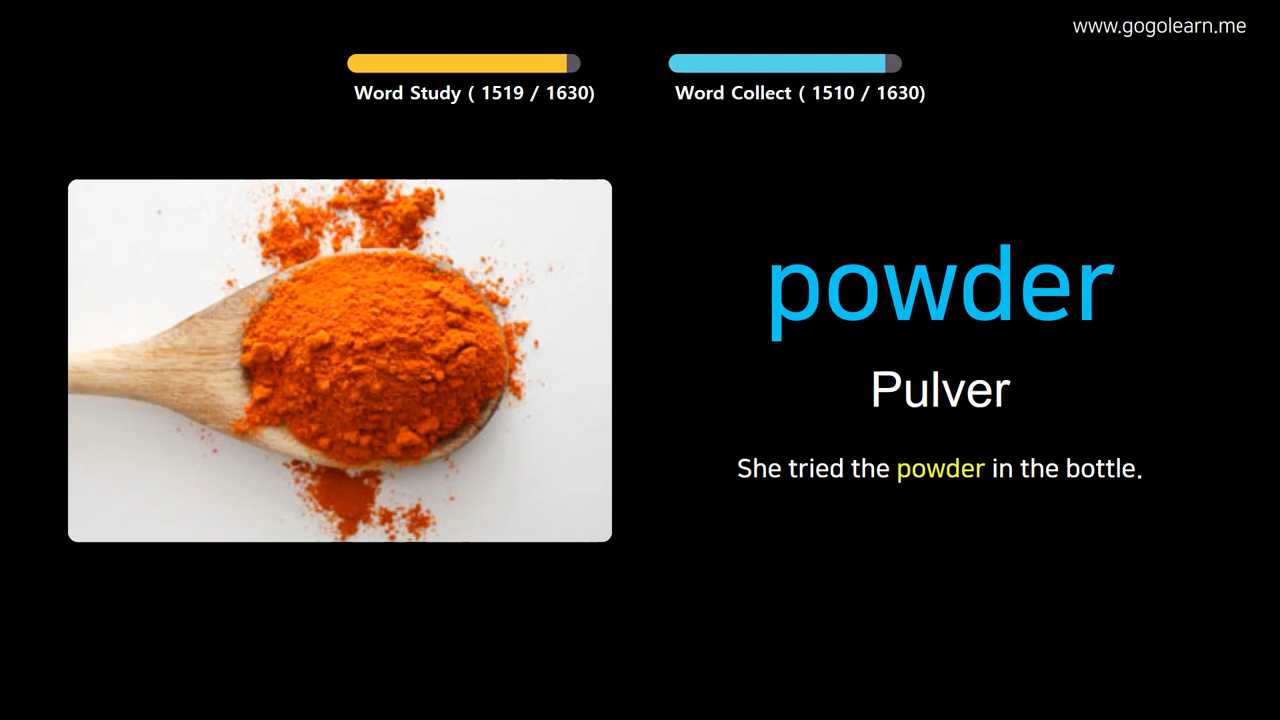 www.gogolearn.me
Word Study ( 1519 / 1630)
Word Collect ( 1510 / 1630)
powder
Pulver
She tried the powder in the bottle.